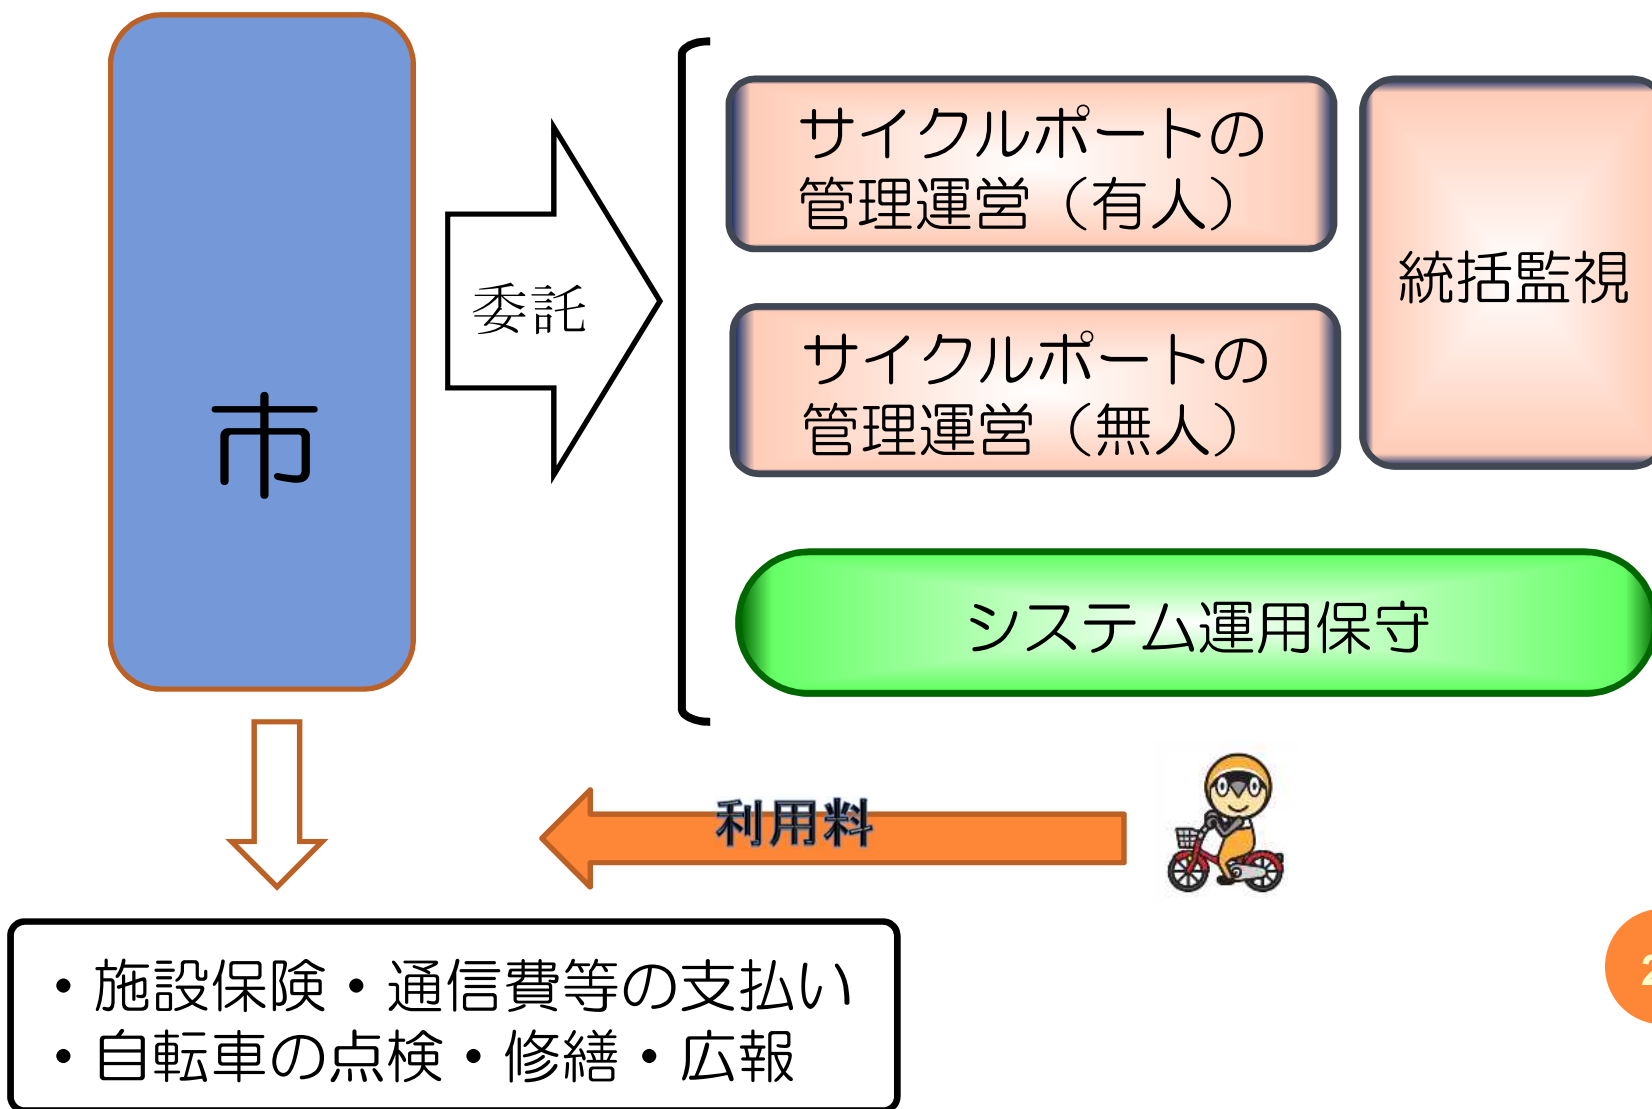 市
委託
サイクルポートの
管理運営（有人）
サイクルポートの
管理運営（無人）
統括監視
システム運用保守
利用料
・施設保険・通信費等の支払い
・自転車の点検・修繕・広報
2